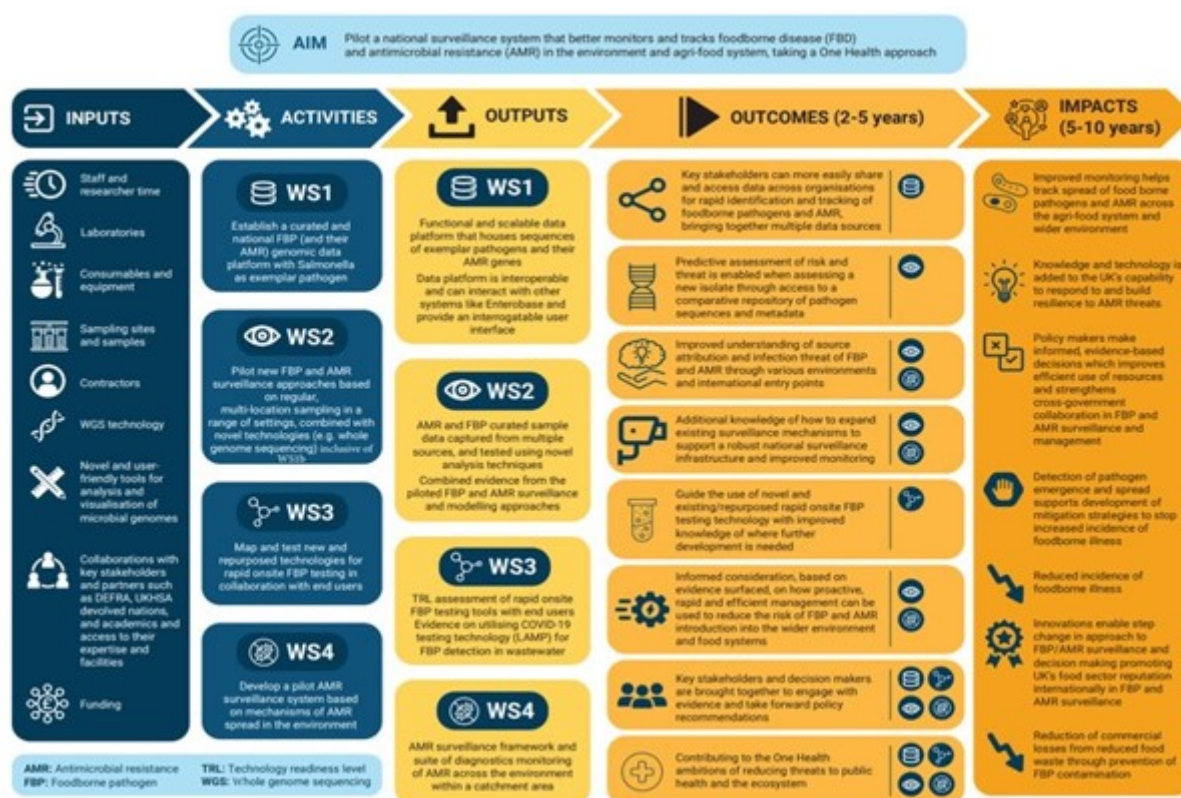 AIM
Pilot a national surveillance system that better monitors and tracks foodborne disease (FBD)
and antimicrobial resistance (AMR) in the environment and agri-food system, taking a One Health approach
INPUTS
Staff and
researcher time
Laboratories
Consumables and
equipment
Sampling sites
and samples
Contractors
WGS technology
Novel and user-
friendly tools for
analysis and
visualisation of
microbial genomes
Collaborations with
key stakeholders
and partners such
as DEFRA, UKHSA
devolved nations,
and academics and
access to their
expertise and
facilities
Funding
ACTIVITIES
WS1
Establish a curated and
national FBP (and their
AMR) genomic data
platform with Salmonella
as exemplar pathogen
WS2
Pilot new FBP and AMR
surveillance approaches based
on regular,
multi-location sampling in a
range of settings, combined with
novel technologies (e.g. whole
genome sequencing) inclusive of
WS2b
WS3
Map and test new and
repurposed technologies for
rapid onsite FBP testing in
collaboration with end users
WS4
Develop a pilot AMR
surveillance system based
on mechanisms of AMR
spread in the environment
OUTPUTS
WS1
Functional and scalable data
platform that houses sequences
of exemplar pathogens and their
AMR genes
Data platform is interoperable
and can interact with other
systems like Enterobase and
provide an interrogatable user
interface
WS2
AMR and FBP curated sample
data captured from multiple
sources, and tested using novel
analysis techniques
Combined evidence from the
piloted FBP and AMR surveillance
and modelling approaches
WS3
TRL assessment of rapid onsite
FBP testing tools with end users
Evidence on utilising COVID-19
testing technology (LAMP) for
FBP detection in wastewater
WS4
AMR surveillance framework and
suite of diagnostics monitoring
of AMR across the environment
within a catchment area
OUTCOMES (2-5 years)
Key stakeholders can more easily share
and access data across organisations
for rapid identification and tracking of
foodborne pathogens and AMR,
bringing together multiple data sources
Predictive assessment of risk and
threat is enabled when assessing a
new isolate through access to a
comparative repository of pathogen
sequences and metadata
Improved understanding of source
attribution and infection threat of FBP
and AMR through various environments
and international entry points
Additional knowledge of how to expand
existing surveillance mechanisms to
support a robust national surveillance
infrastructure and improved monitoring
Guide the use of novel and
existing/repurposed rapid onsite FBP
testing technology with improved
knowledge of where further
development is needed
Informed consideration, based on
evidence surfaced, on how proactive,
rapid and efficient management can be
used to reduce the risk of FBP and AMR
introduction into the wider environment
and food systems
Key stakeholders and decision makers
are brought together to engage with
evidence and take forward policy
recommendations
Contributing to the One Health
ambitions of reducing threats to public
health and the ecosystem
IMPACTS
(5-10 years)
Improved monitoring helps
track spread of food borne
pathogens and AMR across
the agri-food system and
wider environment
Knowledge and technology is
added to the UK's capability
to respond to and build
resilience to AMR threats
Policy makers make
informed, evidence-based
decisions which improves
efficient use of resources and
strengthens
cross-government
collaboration in FBP and
AMR surveillance and
management
Detection of pathogen
emergence and spread
supports development of
mitigation strategies to stop
increased incidence of
foodborne illness
Reduced incidence of
foodborne illness
Innovations enable step
change in approach to
FBP/AMR surveillance and
decision making promoting
UK's food sector reputation
internationally in FBP and
AMR surveillance
Reduction of commercial
losses from reduced food
waste through prevention of
FBP contamination
AMR: Antimicrobial resistance
FBP: Foodborne pathogen
TRL: Technology readiness level
WGS: Whole genome sequencing